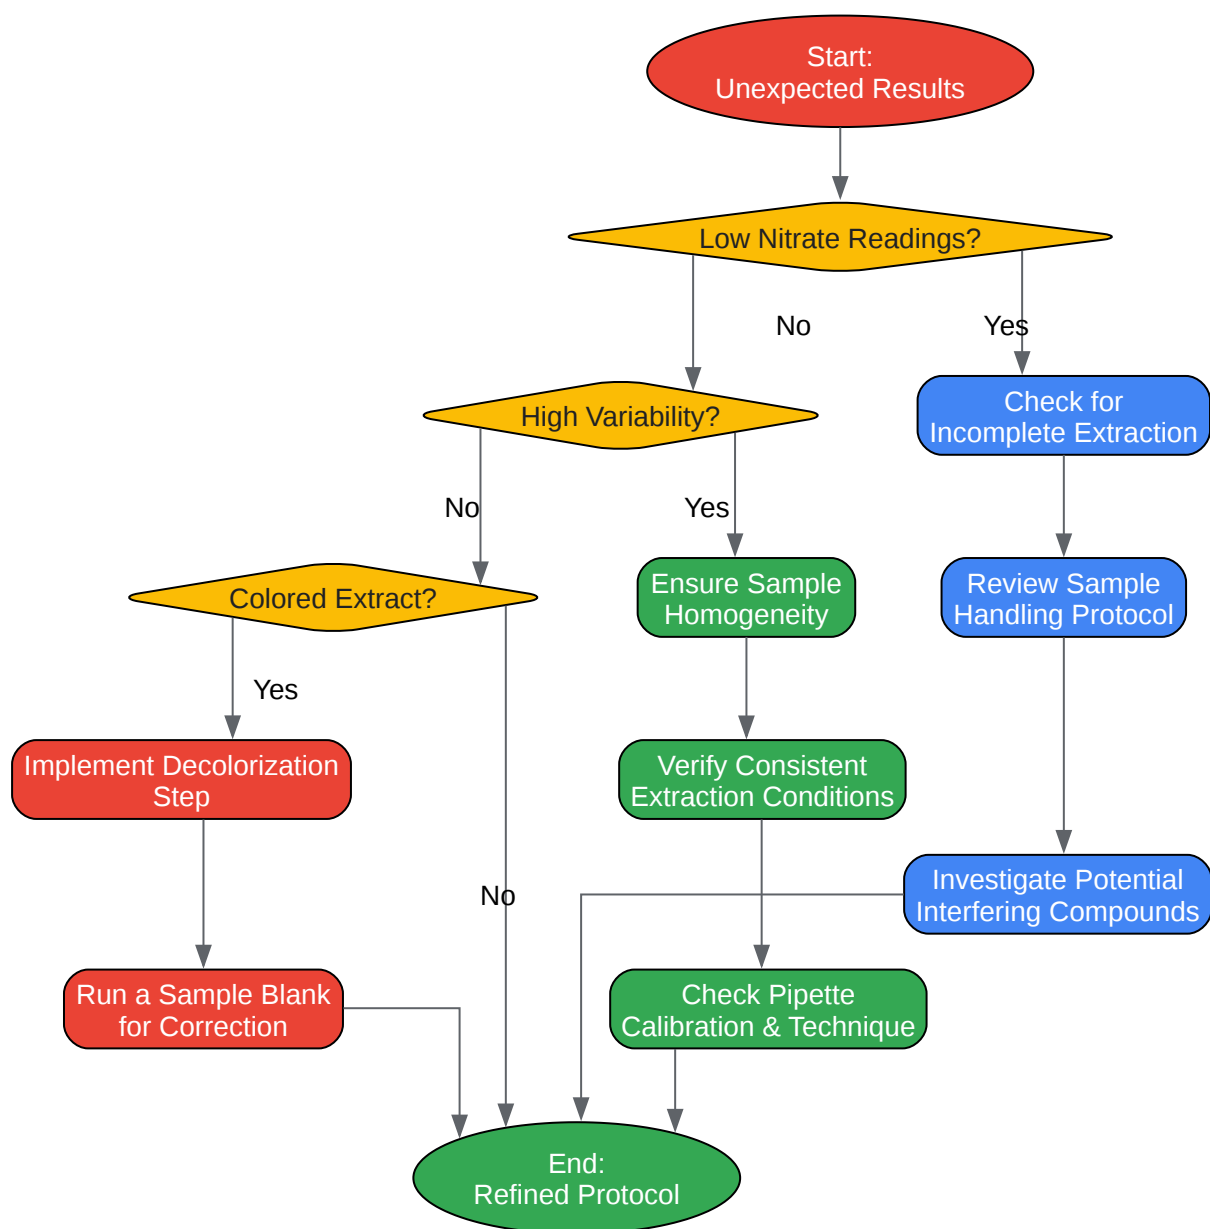 Start:
Unexpected Results
Low Nitrate Readings?
No
Yes
High Variability?
Check for
Incomplete Extraction
No
Yes
Colored Extract?
Ensure Sample
Homogeneity
Review Sample
Handling Protocol
Yes
Implement Decolorization
Step
Verify Consistent
Extraction Conditions
No
Investigate Potential
Interfering Compounds
Run a Sample Blank
for Correction
Check Pipette
Calibration & Technique
End:
Refined Protocol